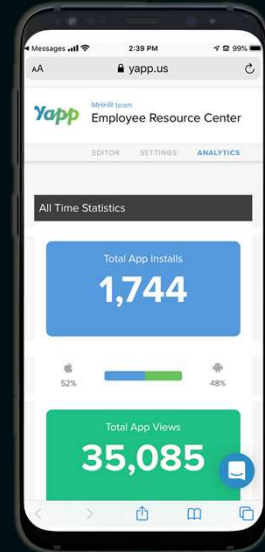 Messages 2:39 PM 99%
AA yapp.us
Yapp
MHHR team
Employee Resource Center
EDITOR SETTINGS ANALYTICS
All Time Statistics
Total App Installs
1,744
52% 48%
Total App Views
35,085